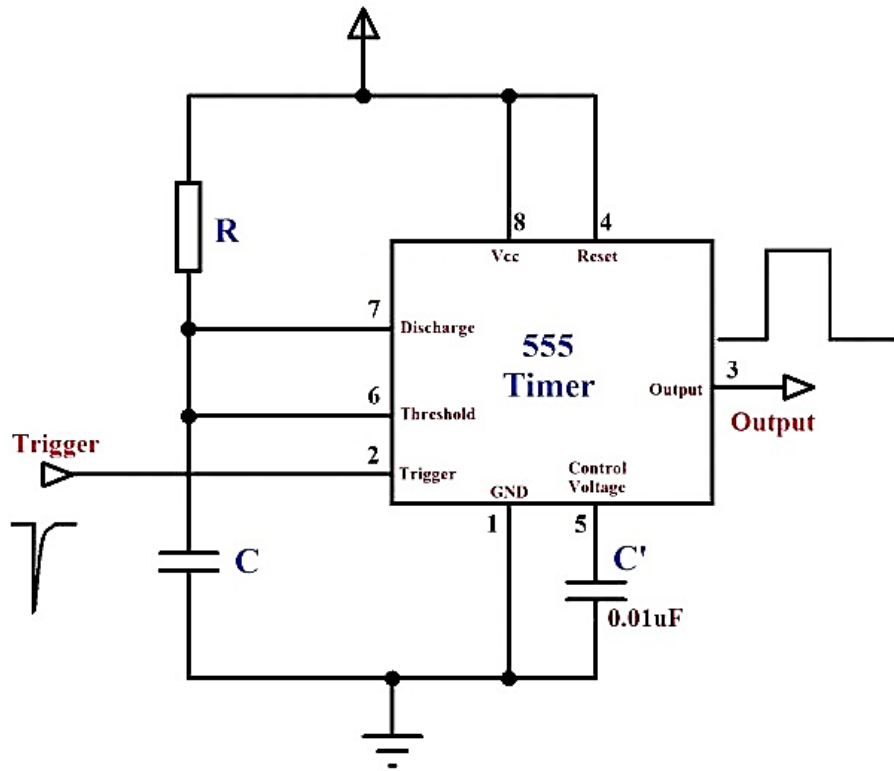 8
4
Vcc
Reset
R
7
Discharge
555
Timer
6
Threshold
3
Output
Output
Trigger
2
Trigger
Control
Voltage
GND
1
5
C
C'
0.01uF